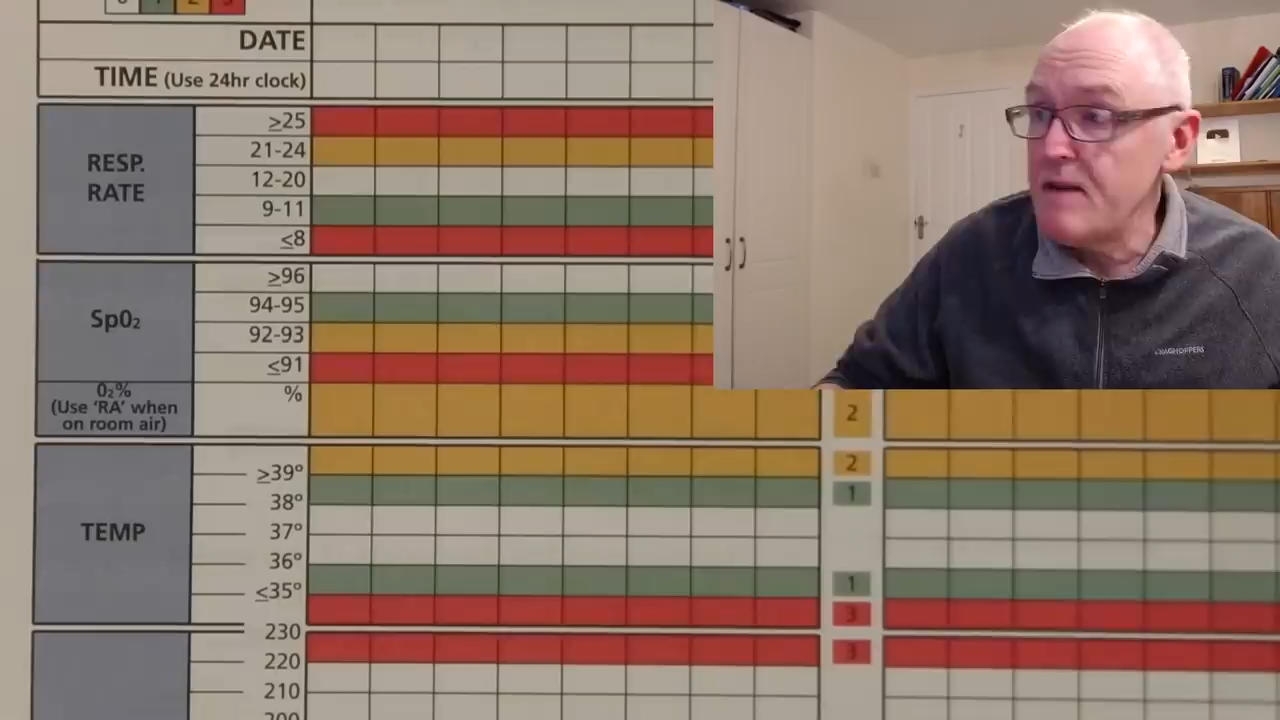 DATE
TIME (Use 24hr clock)
RESP.
RATE
≥25
21-24
12-20
9-11
≤8
SpO₂
≥96
94-95
92-93
≤91
O₂%
(Use ‘RA’ when
on room air)
%
2
TEMP
≥39°
38°
37°
36°
≤35°
2
1
1
3
230
220
210
200
3